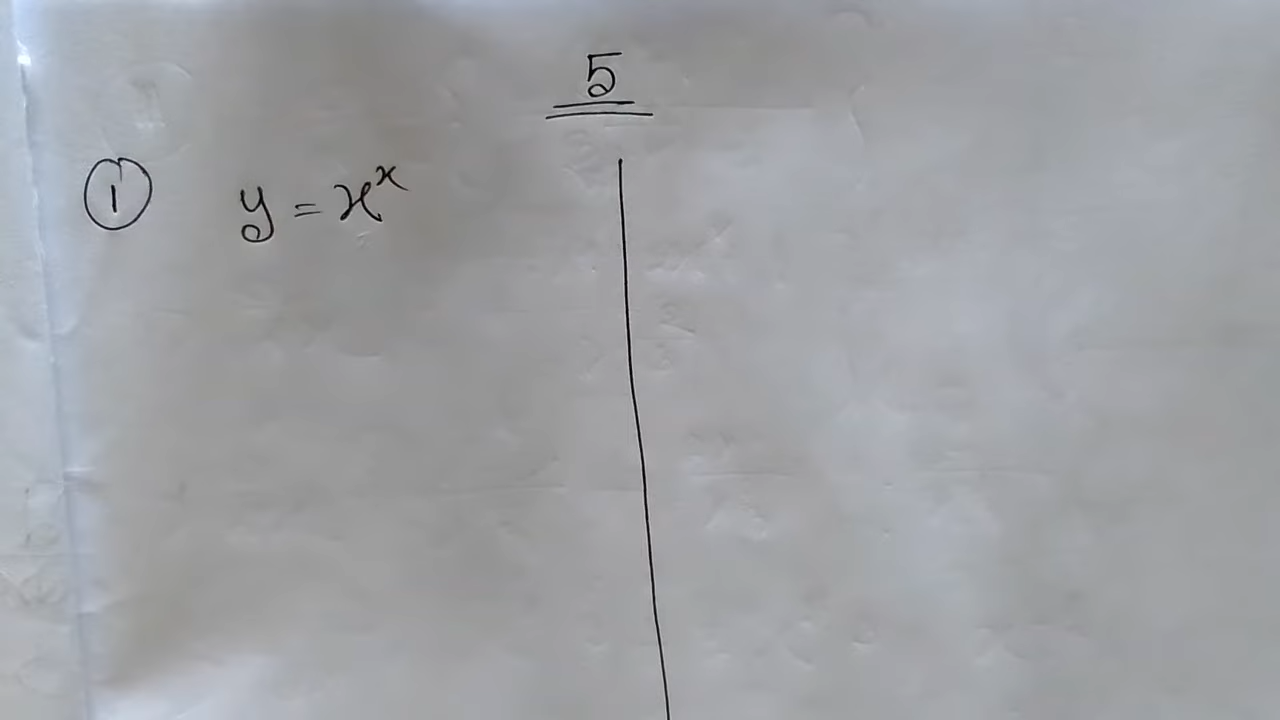 5
① y = x^x